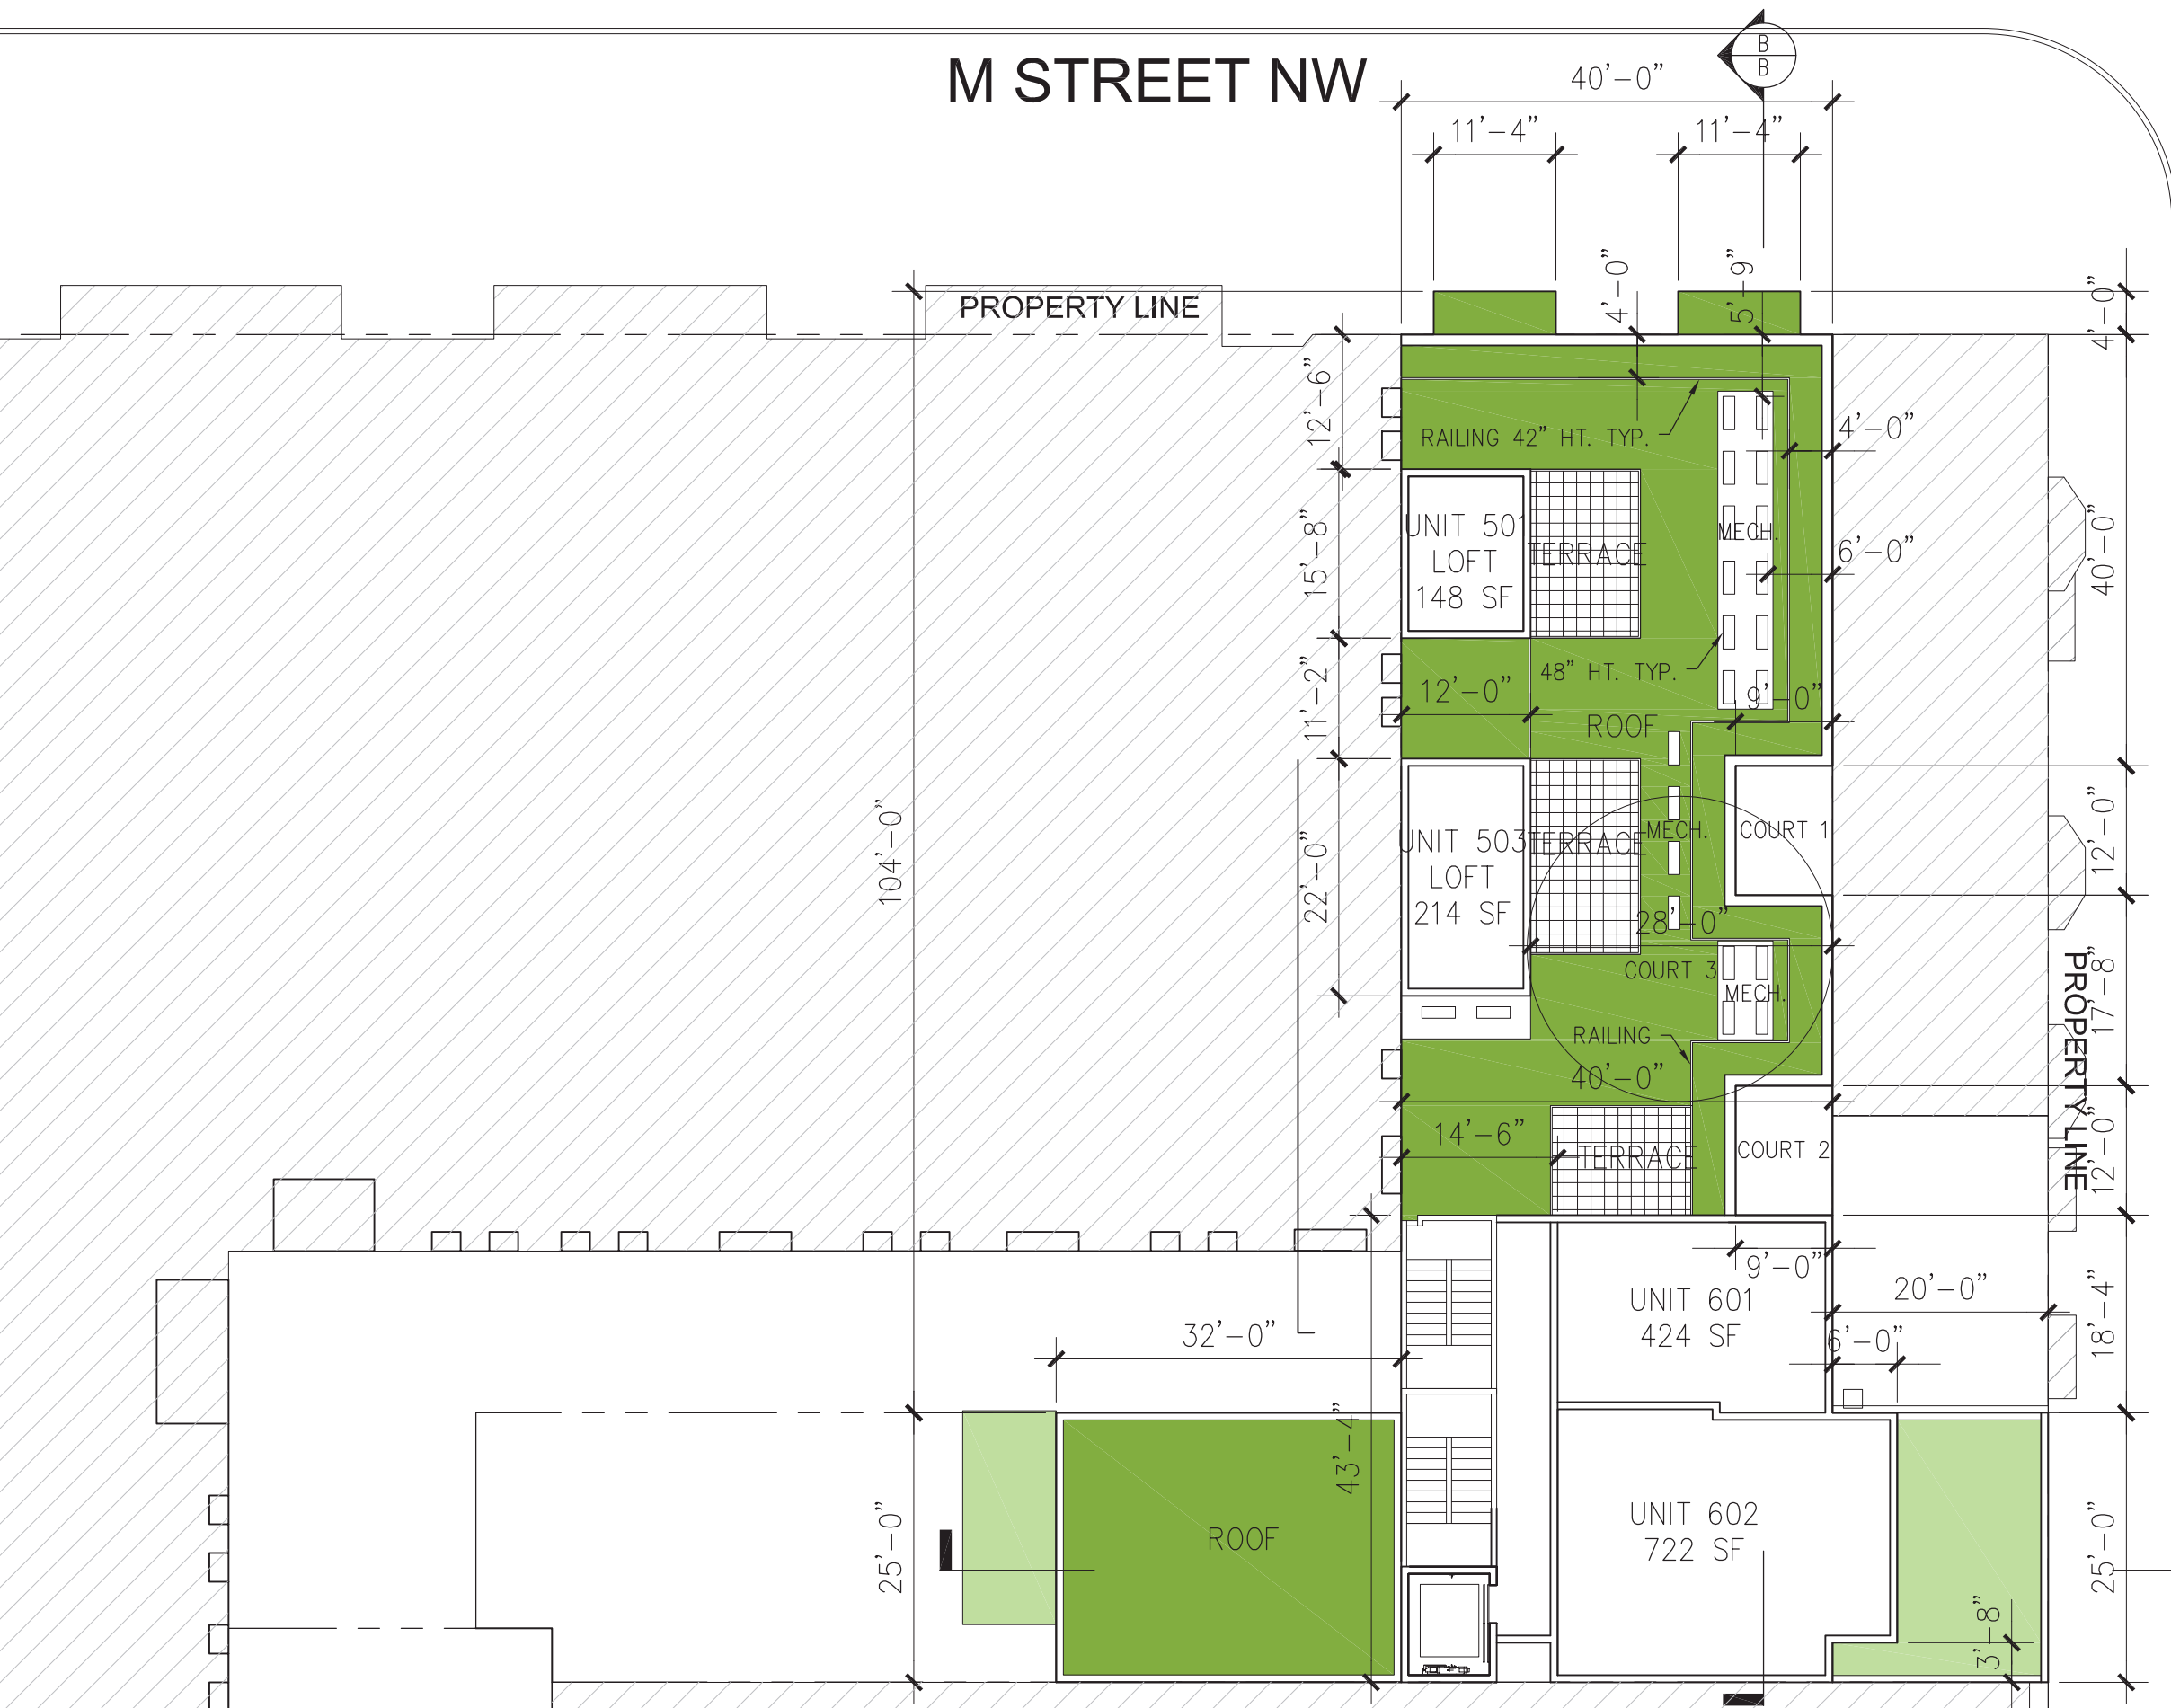 B
B
M STREET NW
40'-0"
11'-4"
11'-4"
4'-0"
5'-9"
4'-0"
PROPERTY LINE
12'-6"
RAILING 42" HT. TYP.
4'-0"
UNIT 501
LOFT
148 SF
TERRACE
MECH.
15'-8"
6'-0"
40'-0"
48" HT. TYP.
11'-2"
12'-0"
9'-0"
ROOF
104'-0"
UNIT 503
LOFT
214 SF
TERRACE
MECH.
COURT 1
12'-0"
22'-0"
28'-0"
COURT 3
MECH.
17'-8"
PROPERTY LINE
RAILING
40'-0"
14'-6"
TERRACE
COURT 2
12'-0"
9'-0"
UNIT 601
424 SF
20'-0"
18'-4"
32'-0"
6'-0"
43'-4"
ROOF
UNIT 602
722 SF
25'-0"
25'-0"
3'-8"